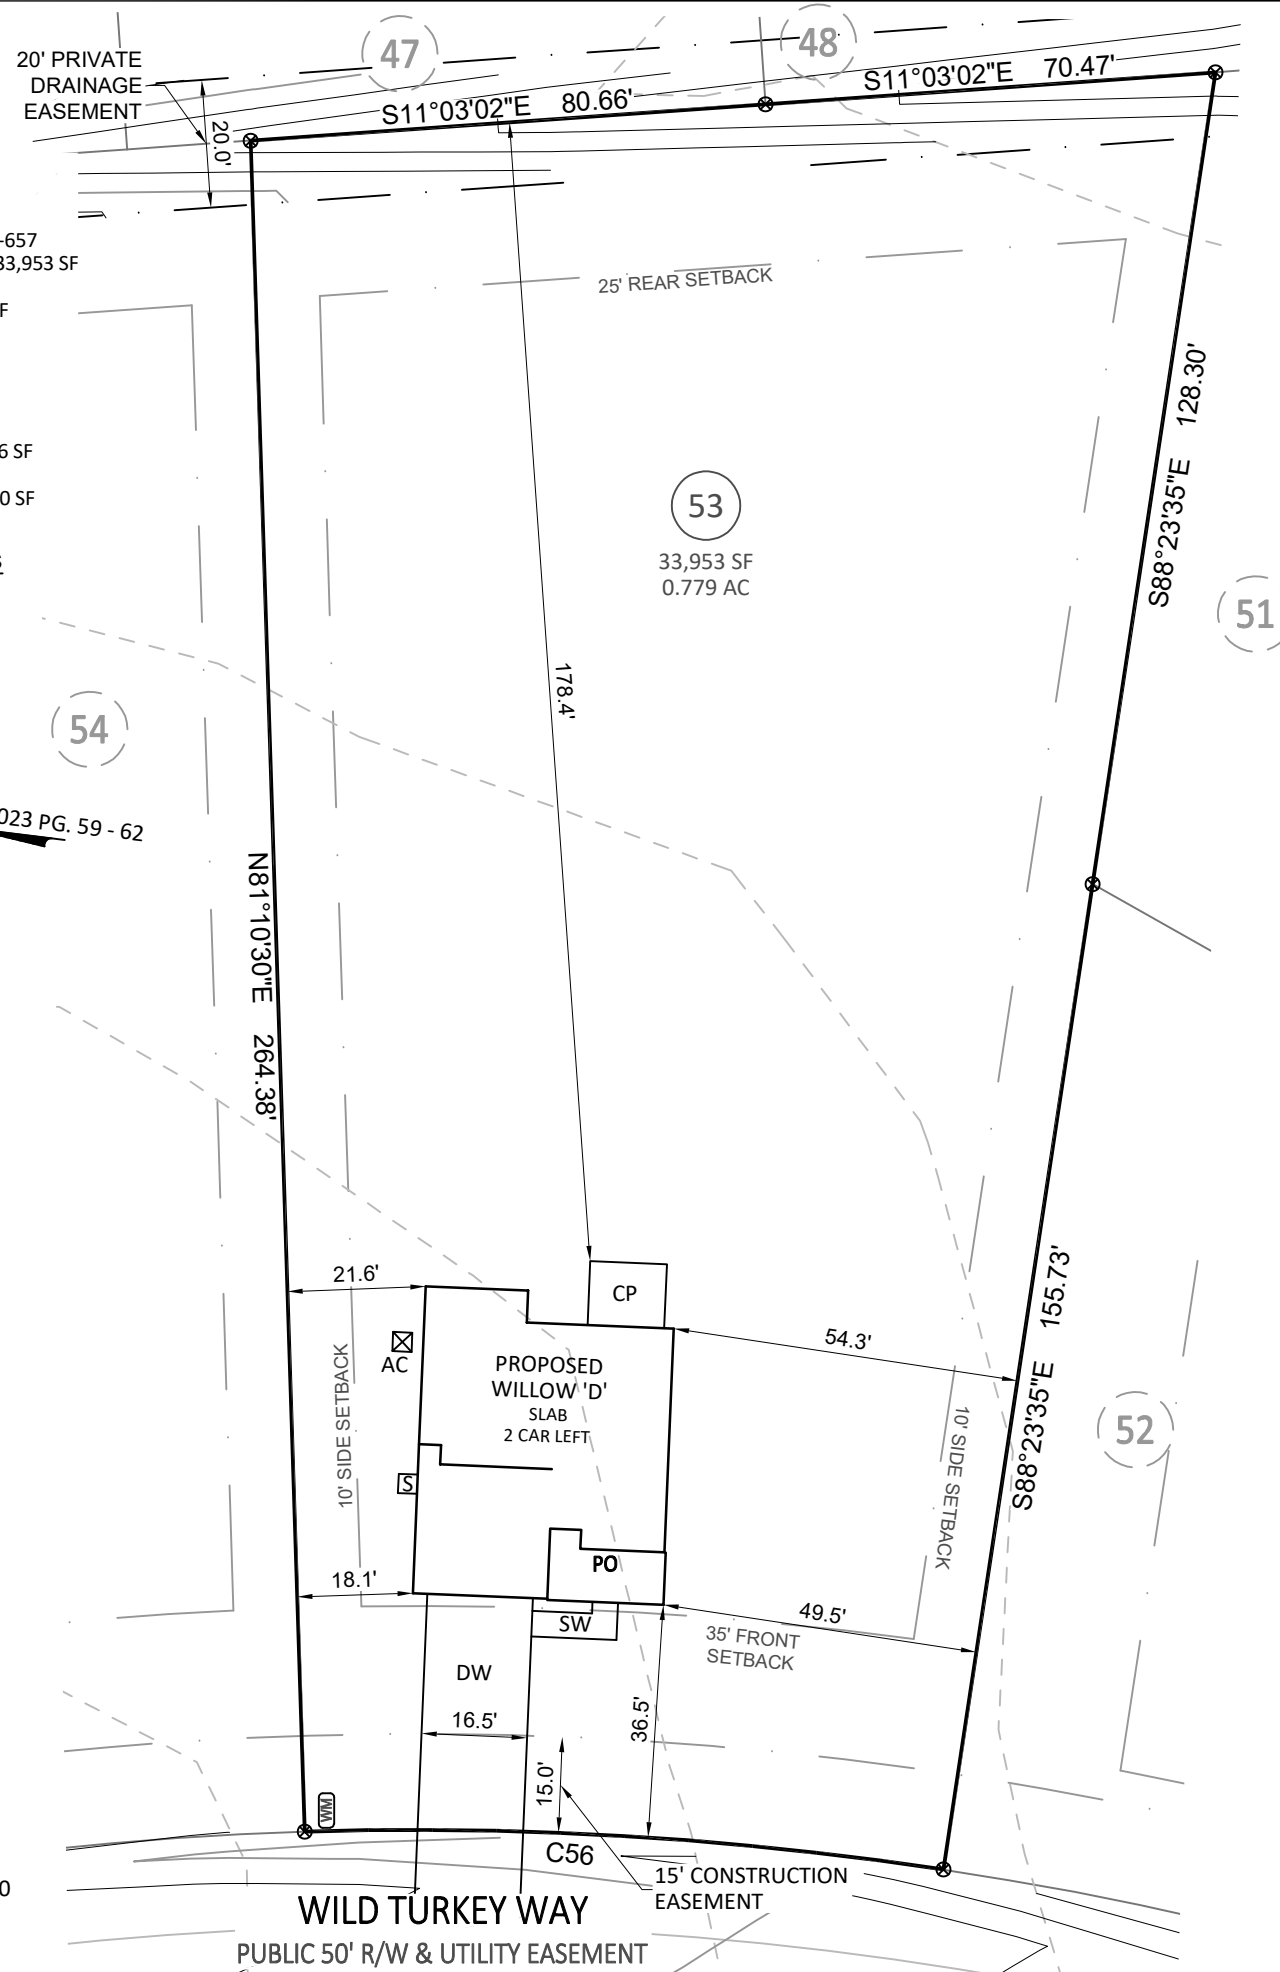 47
48
20' PRIVATE
DRAINAGE
EASEMENT
S11°03'02"E 80.66'
S11°03'02"E 70.47'
20.0'
-657
33,953 SF
F
25' REAR SETBACK
128.30'
S88°23'35"E
6 SF
0 SF
53
33,953 SF
0.779 AC
51
178.4'
54
023 PG. 59 - 62
N81°10'30"E 264.38'
21.6'
CP
54.3'
155.73'
S88°23'35"E
AC
PROPOSED
WILLOW 'D'
SLAB
2 CAR LEFT
10' SIDE SETBACK
10' SIDE SETBACK
52
S
PO
18.1'
49.5'
SW
35' FRONT
SETBACK
DW
16.5'
36.5'
15.0'
WM
C56
15' CONSTRUCTION
EASEMENT
0
WILD TURKEY WAY
PUBLIC 50' R/W & UTILITY EASEMENT